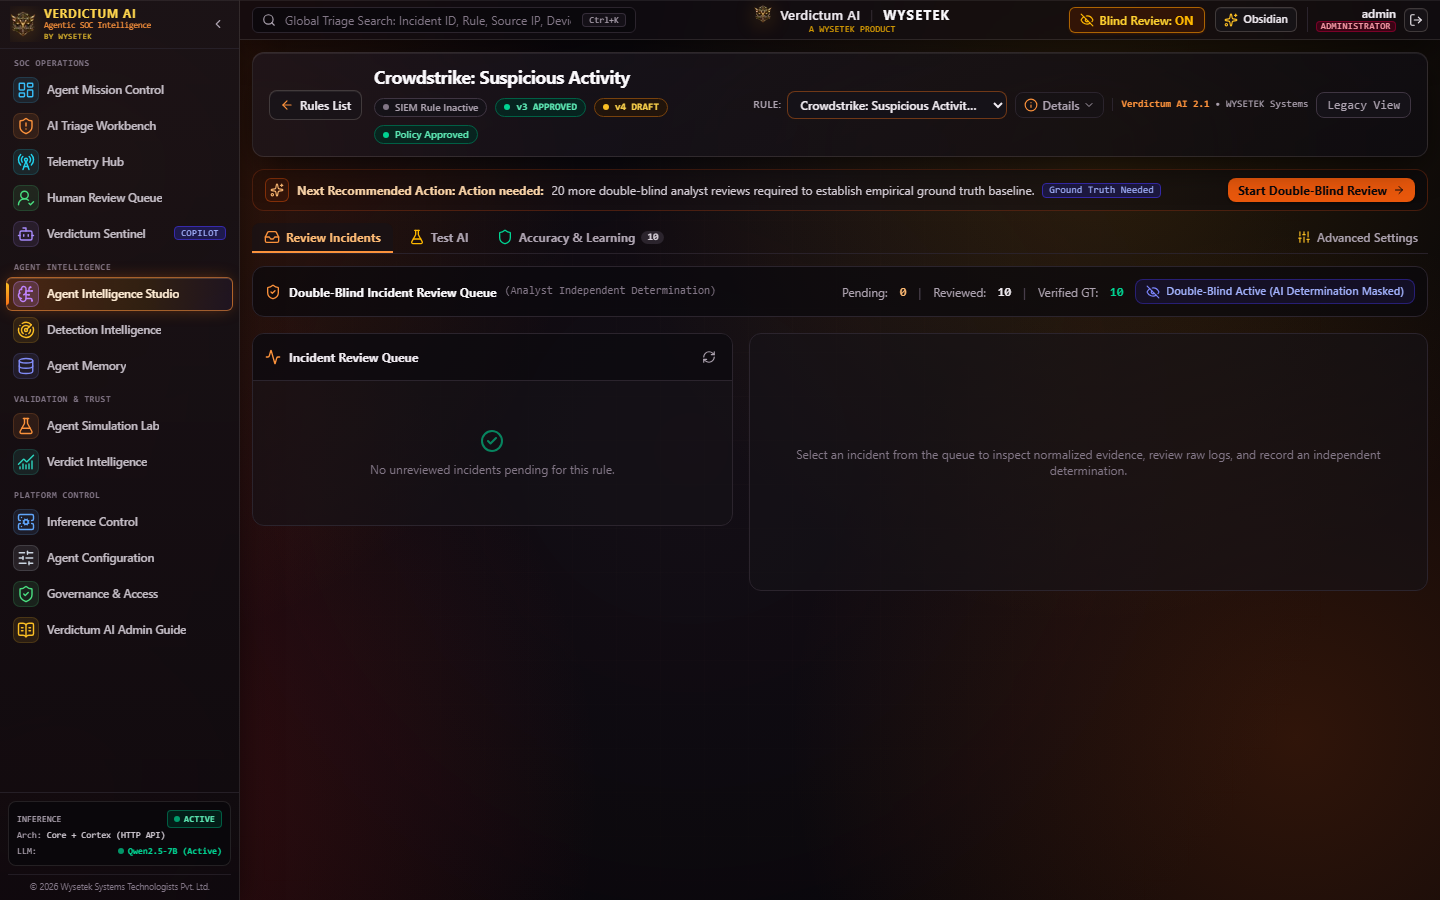 VERDICTUM AI
Agentic SOC Intelligence
BY WYSETEK
SOC OPERATIONS
Agent Mission Control
AI Triage Workbench
Telemetry Hub
Human Review Queue
Verdictum Sentinel
COPILOT
AGENT INTELLIGENCE
Agent Intelligence Studio
Detection Intelligence
Agent Memory
VALIDATION & TRUST
Agent Simulation Lab
Verdict Intelligence
PLATFORM CONTROL
Inference Control
Agent Configuration
Governance & Access
Verdictum AI Admin Guide
INFERENCE
ACTIVE
Arch: Core + Cortex (HTTP API)
LLM: Qwen2.5-7B (Active)
© 2026 Wysetek Systems Technologists Pvt. Ltd.
Global Triage Search: Incident ID, Rule, Source IP, Devi
Ctrl+K
Verdictum AI | WYSETEK
A WYSETEK PRODUCT
Blind Review: ON
Obsidian
admin
ADMINISTRATOR
Rules List
Crowdstrike: Suspicious Activity
SIEM Rule Inactive
v3 APPROVED
v4 DRAFT
Policy Approved
RULE:
Crowdstrike: Suspicious Activit...
Details
Verdictum AI 2.1 • WYSETEK Systems
Legacy View
Next Recommended Action: Action needed: 20 more double-blind analyst reviews required to establish empirical ground truth baseline.
Ground Truth Needed
Start Double-Blind Review
Review Incidents
Test AI
Accuracy & Learning 10
Advanced Settings
Double-Blind Incident Review Queue (Analyst Independent Determination)
Pending: 0 | Reviewed: 10 | Verified GT: 10
Double-Blind Active (AI Determination Masked)
Incident Review Queue
No unreviewed incidents pending for this rule.
Select an incident from the queue to inspect normalized evidence, review raw logs, and record an independent
determination.